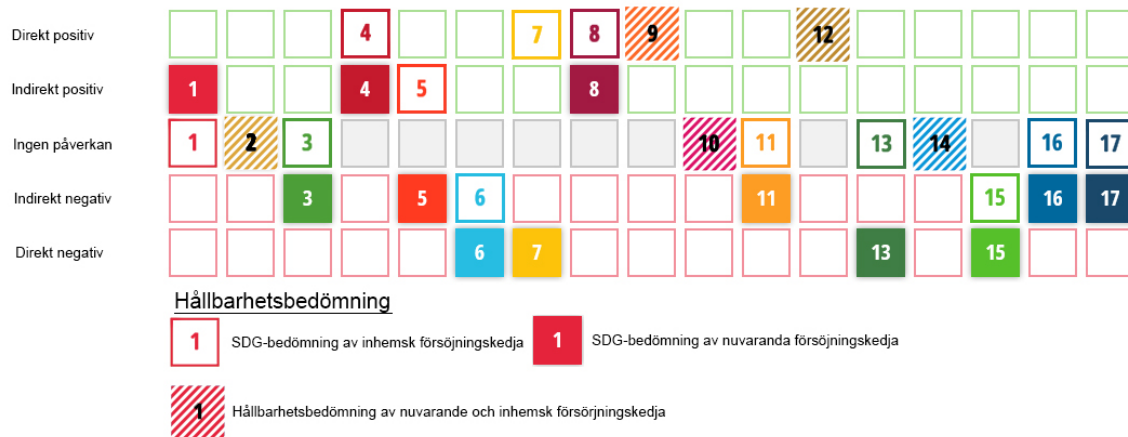 Direkt positiv 4 7 8 9 12
Indirekt positiv 1 4 5 8
Ingen påverkan 1 2 3 10 11 13 14 16 17
Indirekt negativ 3 5 6 11 15 16 17
Direkt negativ 6 7 13 15
Hållbarhetsbedömning
1 SDG-bedömning av inhemsk försöjningskedja 1 SDG-bedömning av nuvaranda försöjningskedja
1 Hållbarhetsbedömning av nuvarande och inhemsk försörjningskedja